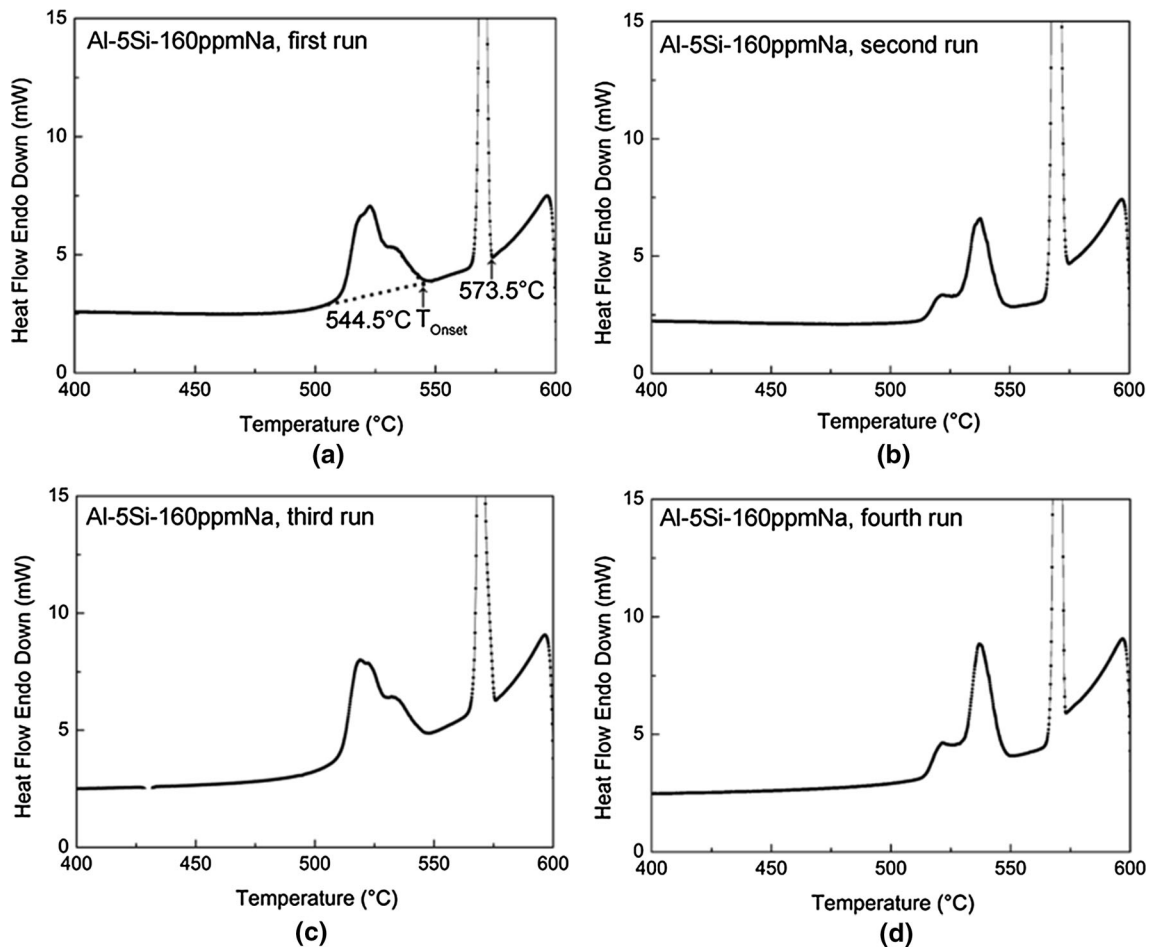 Al-5Si-160ppmNa, first run
Heat Flow Endo Down (mW)
15
10
5
0
544.5°C T_Onset
573.5°C
400 450 500 550 600
Temperature (°C)
(a)
Al-5Si-160ppmNa, second run
Heat Flow Endo Down (mW)
15
10
5
0
400 450 500 550 600
Temperature (°C)
(b)
Al-5Si-160ppmNa, third run
Heat Flow Endo Down (mW)
15
10
5
0
400 450 500 550 600
Temperature (°C)
(c)
Al-5Si-160ppmNa, fourth run
Heat Flow Endo Down (mW)
15
10
5
0
400 450 500 550 600
Temperature (°C)
(d)